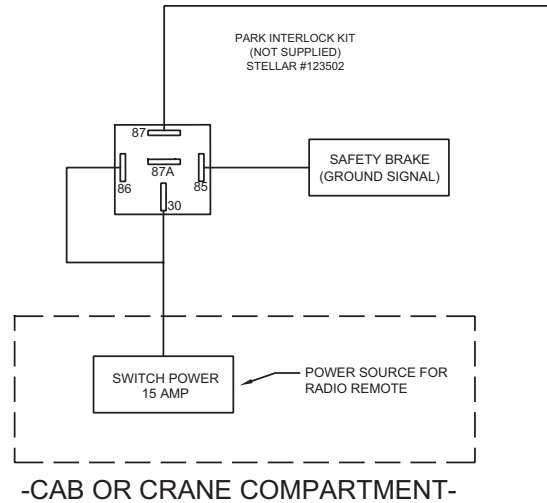 PARK INTERLOCK KIT
(NOT SUPPLIED)
STELLAR #123502
87
87A
86
85
30
SAFETY BRAKE
(GROUND SIGNAL)
SWITCH POWER
15 AMP
POWER SOURCE FOR
RADIO REMOTE
-CAB OR CRANE COMPARTMENT-